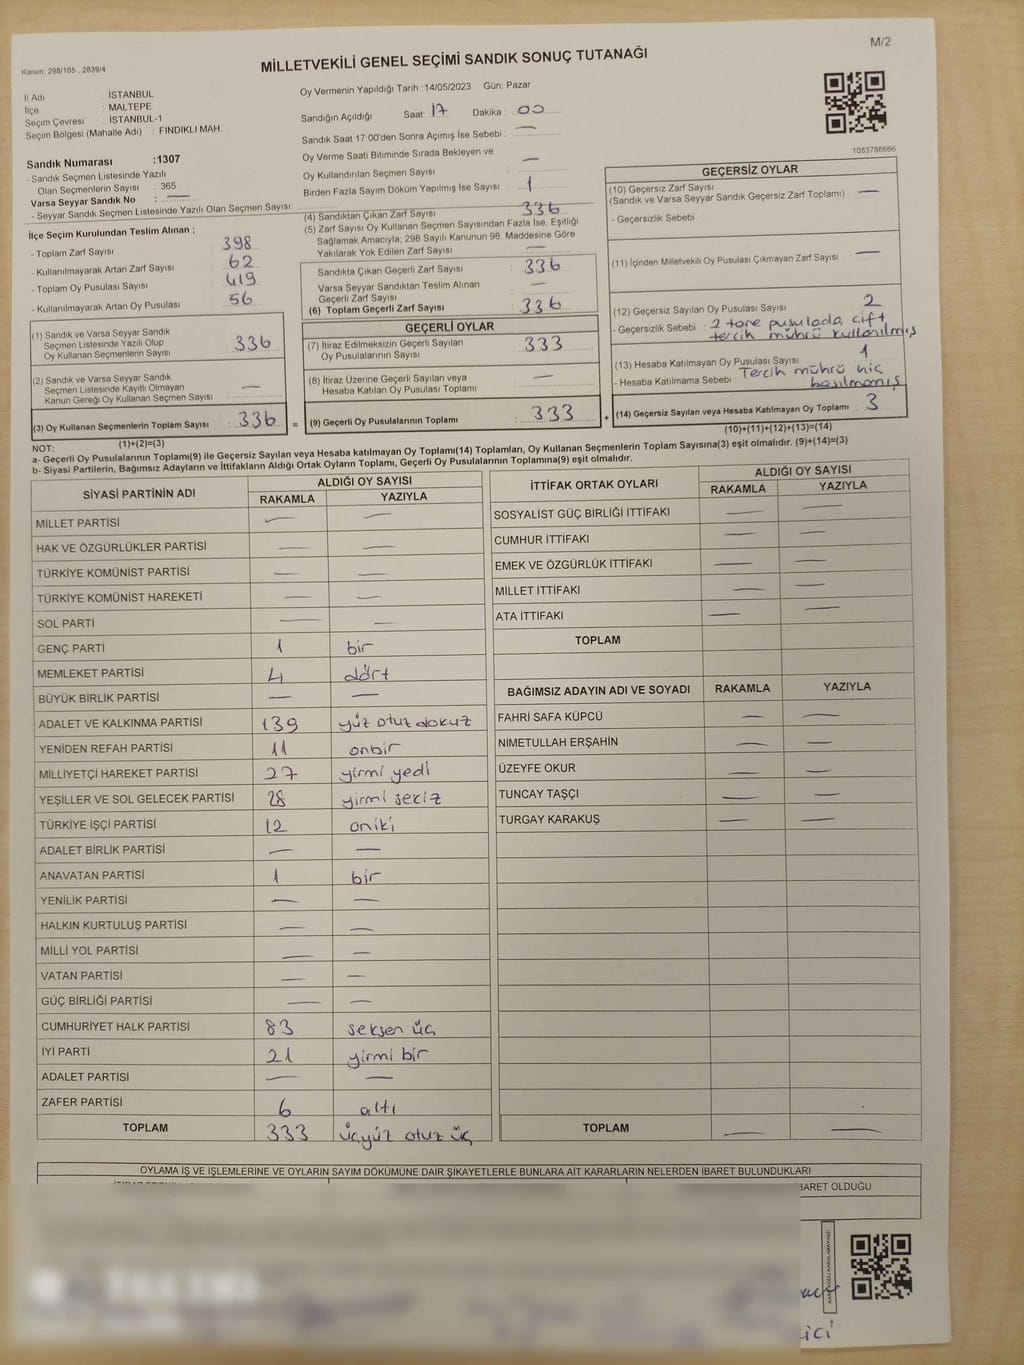 M/2
Kanun: 298/105 , 2839/4
MİLLETVEKİLİ GENEL SEÇİMİ SANDIK SONUÇ TUTANAĞI
İl Adı : İSTANBUL
İlçe : MALTEPE
Seçim Çevresi : İSTANBUL-1
Seçim Bölgesi (Mahalle Adı) : FINDIKLI MAH.
Sandık Numarası :1307
- Sandık Seçmen Listesinde Yazılı
Olan Seçmenlerin Sayısı : 365
Varsa Seyyar Sandık No : —
- Seyyar Sandık Seçmen Listesinde Yazılı Olan Seçmen Sayısı:
İlçe Seçim Kurulundan Teslim Alınan ;
- Toplam Zarf Sayısı : 398
- Kullanılmayarak Artan Zarf Sayısı : 62
- Toplam Oy Pusulası Sayısı : 419
- Kullanılmayarak Artan Oy Pusulası : 56
(1) Sandık ve Varsa Seyyar Sandık
Seçmen Listesinde Yazılı Olup
Oy Kullanan Seçmenlerin Sayısı : 336
(2) Sandık ve Varsa Seyyar Sandık
Seçmen Listesinde Kayıtlı Olmayan
Kanun Gereği Oy Kullanan Seçmen Sayısı : —
(3) Oy Kullanan Seçmenlerin Toplam Sayısı : 336
(1)+(2)=(3)
Oy Vermenin Yapıldığı Tarih :14/05/2023 Gün: Pazar
Sandığın Açıldığı Saat: 17 Dakika : 00
Sandık Saat 17:00'den Sonra Açımış İse Sebebi : —
Oy Verme Saati Bitiminde Sırada Bekleyen ve
Oy Kullandırılan Seçmen Sayısı : —
Birden Fazla Sayım Döküm Yapılmış İse Sayısı : 1
(4) Sandıktan Çıkan Zarf Sayısı : 336
(5) Zarf Sayısı Oy Kullanan Seçmen Sayısından Fazla İse, Eşitliği
Sağlamak Amacıyla; 298 Sayılı Kanunun 98. Maddesine Göre
Yakılarak Yok Edilen Zarf Sayısı : —
Sandıkta Çıkan Geçerli Zarf Sayısı : 336
Varsa Seyyar Sandıktan Teslim Alınan
Geçerli Zarf Sayısı : —
(6) Toplam Geçerli Zarf Sayısı : 336
GEÇERLİ OYLAR
(7) İtiraz Edilmeksizin Geçerli Sayılan
Oy Pusulalarının Sayısı : 333
(8) İtiraz Üzerine Geçerli Sayılan veya
Hesaba Katılan Oy Pusulası Toplamı : —
= (9) Geçerli Oy Pusulalarının Toplamı : 333 +
1083786666
GEÇERSİZ OYLAR
(10) Geçersiz Zarf Sayısı
(Sandık ve Varsa Seyyar Sandık Geçersiz Zarf Toplamı) : —
- Geçersizlik Sebebi :
(11) İçinden Milletvekili Oy Pusulası Çıkmayan Zarf Sayısı : —
(12) Geçersiz Sayılan Oy Pusulası Sayısı : 2
- Geçersizlik Sebebi : 2 tane pusulada çift
tercih mührü kullanılmış
(13) Hesaba Katılmayan Oy Pusulası Sayısı : 1
- Hesaba Katılmama Sebebi : Tercih mührü hiç
basılmamış
(14) Geçersiz Sayılan veya Hesaba Katılmayan Oy Toplamı : 3
(10)+(11)+(12)+(13)=(14)
NOT:
a- Geçerli Oy Pusulalarının Toplamı(9) ile Geçersiz Sayılan veya Hesaba Katılmayan Oy Toplamı(14) Toplamları, Oy Kullanan Seçmenlerin Toplam Sayısına(3) eşit olmalıdır. (9)+(14)=(3)
b- Siyasi Partilerin, Bağımsız Adayların ve İttifakların Aldığı Ortak Oyların Toplamı, Geçerli Oy Pusulalarının Toplamına(9) eşit olmalıdır.
SİYASİ PARTİNİN ADI ALDIĞI OY SAYISI
RAKAMLA YAZIYLA
MİLLET PARTİSİ — —
HAK VE ÖZGÜRLÜKLER PARTİSİ — —
TÜRKİYE KOMÜNİST PARTİSİ — —
TÜRKİYE KOMÜNİST HAREKETİ — —
SOL PARTİ — —
GENÇ PARTİ 1 bir
MEMLEKET PARTİSİ 4 dört
BÜYÜK BİRLİK PARTİSİ — —
ADALET VE KALKINMA PARTİSİ 139 yüz otuz dokuz
YENİDEN REFAH PARTİSİ 11 onbir
MİLLİYETÇİ HAREKET PARTİSİ 27 yirmi yedi
YEŞİLLER VE SOL GELECEK PARTİSİ 28 yirmi sekiz
TÜRKİYE İŞÇİ PARTİSİ 12 oniki
ADALET BİRLİK PARTİSİ — —
ANAVATAN PARTİSİ 1 bir
YENİLİK PARTİSİ — —
HALKIN KURTULUŞ PARTİSİ — —
MİLLİ YOL PARTİSİ — —
VATAN PARTİSİ — —
GÜÇ BİRLİĞİ PARTİSİ — —
CUMHURİYET HALK PARTİSİ 83 seksen üç
İYİ PARTİ 21 yirmi bir
ADALET PARTİSİ — —
ZAFER PARTİSİ 6 altı
TOPLAM 333 üçyüz otuz üç
İTTİFAK ORTAK OYLARI ALDIĞI OY SAYISI
RAKAMLA YAZIYLA
SOSYALİST GÜÇ BİRLİĞİ İTTİFAKI — —
CUMHUR İTTİFAKI — —
EMEK VE ÖZGÜRLÜK İTTİFAKI — —
MİLLET İTTİFAKI — —
ATA İTTİFAKI — —
TOPLAM
BAĞIMSIZ ADAYIN ADI VE SOYADI RAKAMLA YAZIYLA
FAHRİ SAFA KÜPCÜ — —
NİMETULLAH ERŞAHİN — —
ÜZEYFE OKUR — —
TUNCAY TAŞÇI — —
TURGAY KARAKUŞ — —
TOPLAM — —
OYLAMA İŞ VE İŞLEMLERİNE VE OYLARIN SAYIM DÖKÜMÜNE DAİR ŞİKAYETLERLE BUNLARA AİT KARARLARIN NELERDEN İBARET BULUNDUKLARI
BARET OLDUĞU